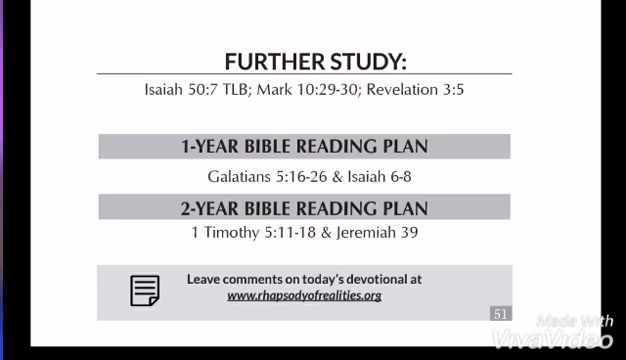 FURTHER STUDY:
Isaiah 50:7 TLB; Mark 10:29-30; Revelation 3:5
1-YEAR BIBLE READING PLAN
Galatians 5:16-26 & Isaiah 6-8
2-YEAR BIBLE READING PLAN
1 Timothy 5:11-18 & Jeremiah 39
Leave comments on today's devotional at
www.rhapsodyofrealities.org
51
Made With
VivaVideo